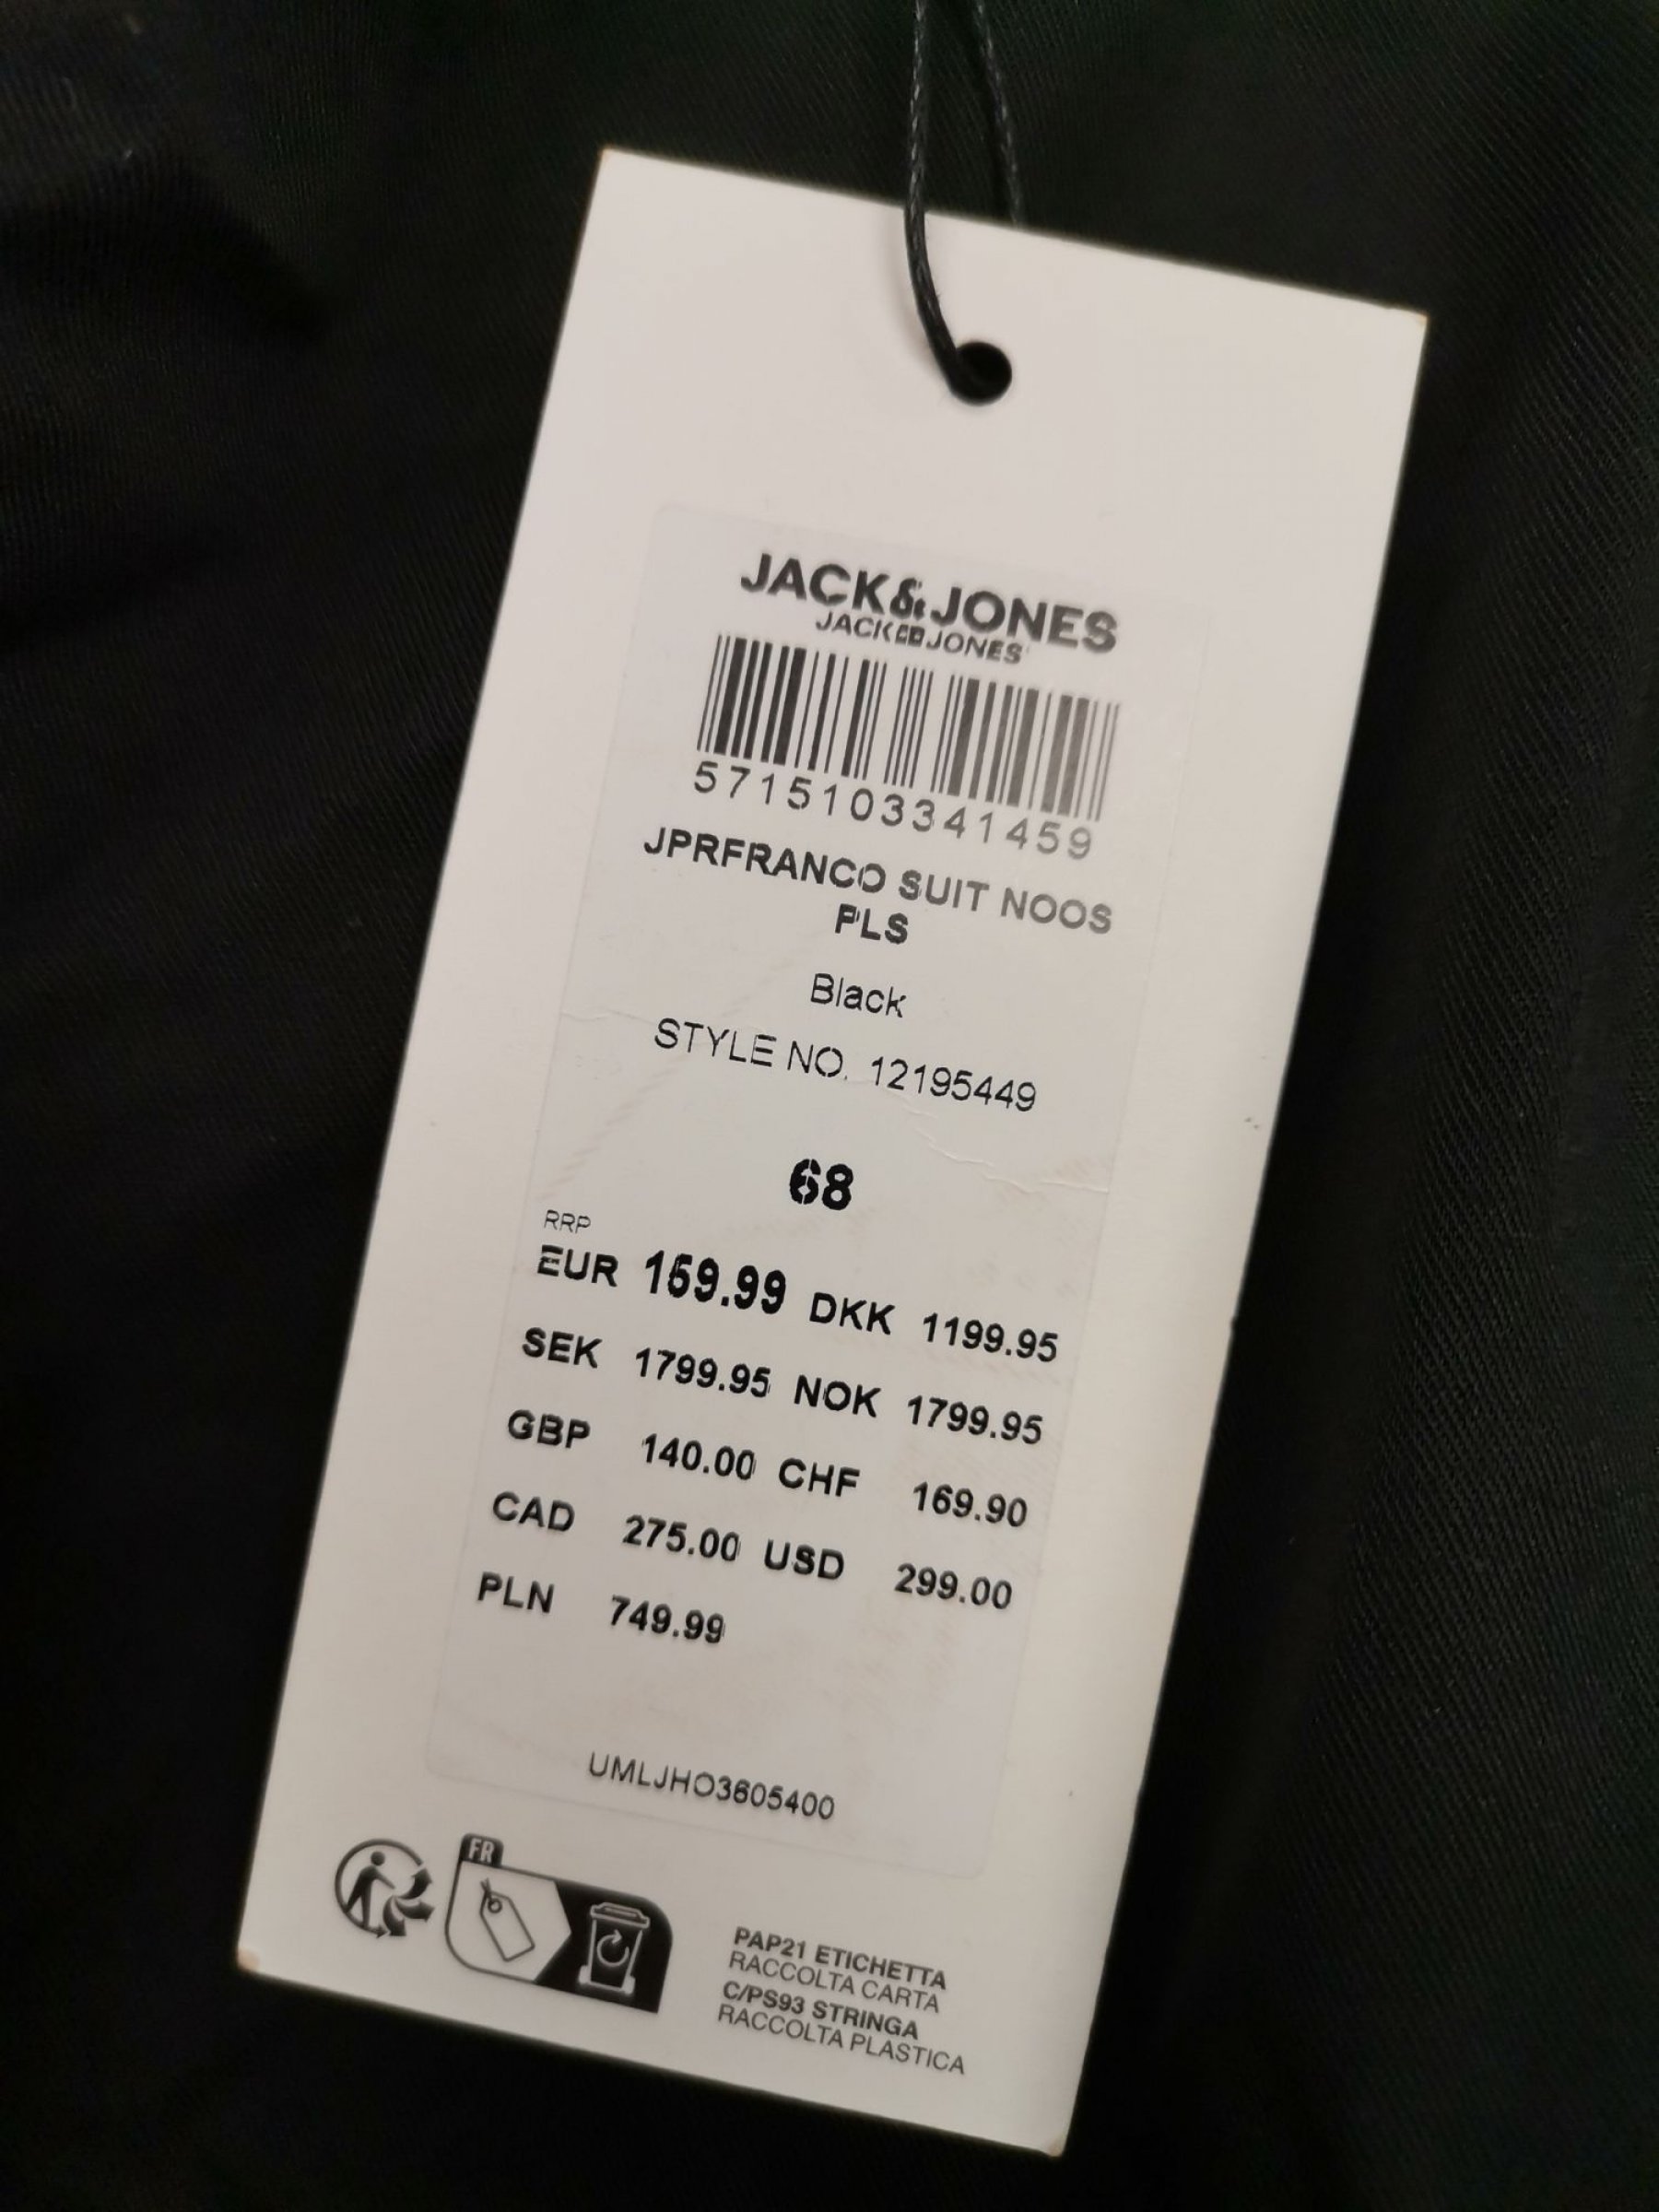 JACK&JONES
JACK & JONES
5715103341459
JPRFRANCO SUIT NOOS
PLS
Black
STYLE NO. 12195449
68
RRP
EUR 159.99 DKK 1199.95
SEK 1799.95 NOK 1799.95
GBP 140.00 CHF 169.90
CAD 275.00 USD 299.00
PLN 749.99
UMLJHO3605400
FR
PAP21 ETICHETTA
RACCOLTA CARTA
C/PS93 STRINGA
RACCOLTA PLASTICA